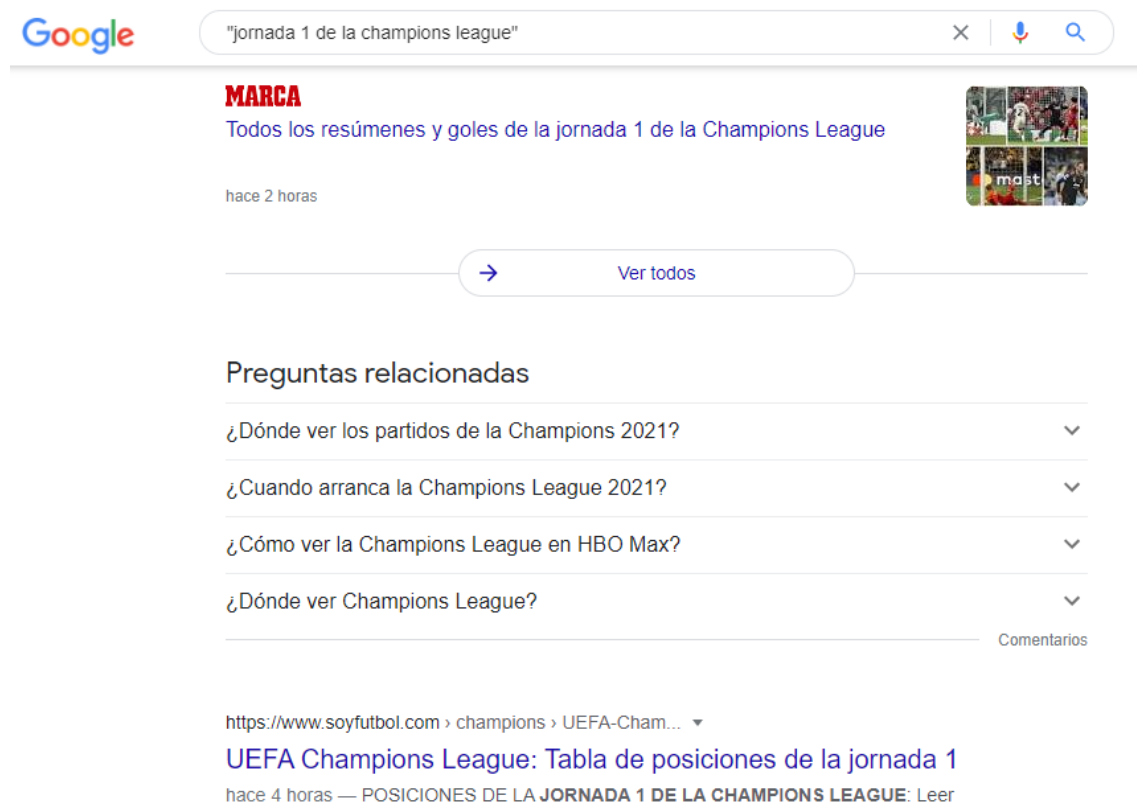 Google
"jornada 1 de la champions league"
MARCA
Todos los resúmenes y goles de la jornada 1 de la Champions League
mast
hace 2 horas
Ver todos
Preguntas relacionadas
¿Dónde ver los partidos de la Champions 2021?
¿Cuando arranca la Champions League 2021?
¿Cómo ver la Champions League en HBO Max?
¿Dónde ver Champions League?
Comentarios
https://www.soyfutbol.com › champions › UEFA-Cham...
UEFA Champions League: Tabla de posiciones de la jornada 1
hace 4 horas — POSICIONES DE LA JORNADA 1 DE LA CHAMPIONS LEAGUE: Leer